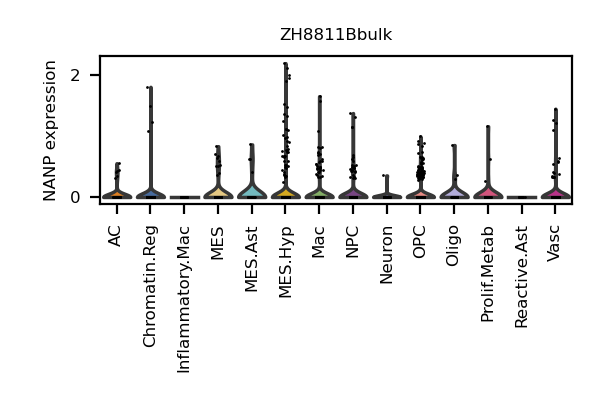 ZH8811Bbulk
NANP expression
2
0
AC
Chromatin.Reg
Inflammatory.Mac
MES
MES.Ast
MES.Hyp
Mac
NPC
Neuron
OPC
Oligo
Prolif.Metab
Reactive.Ast
Vasc